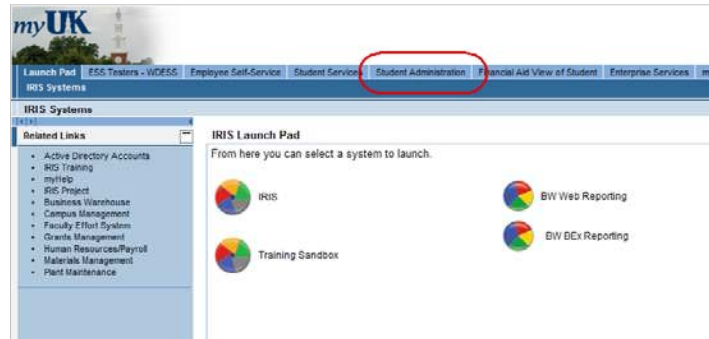 myUK
Launch Pad ESS Testers - WDESS Employee Self-Service Student Services Student Administration Financial Aid View of Student Enterprise Services m
IRIS Systems
IRIS Systems
Related Links
Active Directory Accounts
IRIS Training
myHelp
IRIS Project
Business Warehouse
Campus Management
Faculty Effort System
Grants Management
Human Resources/Payroll
Materials Management
Plant Maintenance
IRIS Launch Pad
From here you can select a system to launch.
IRIS
BW Web Reporting
BW BEx Reporting
Training Sandbox